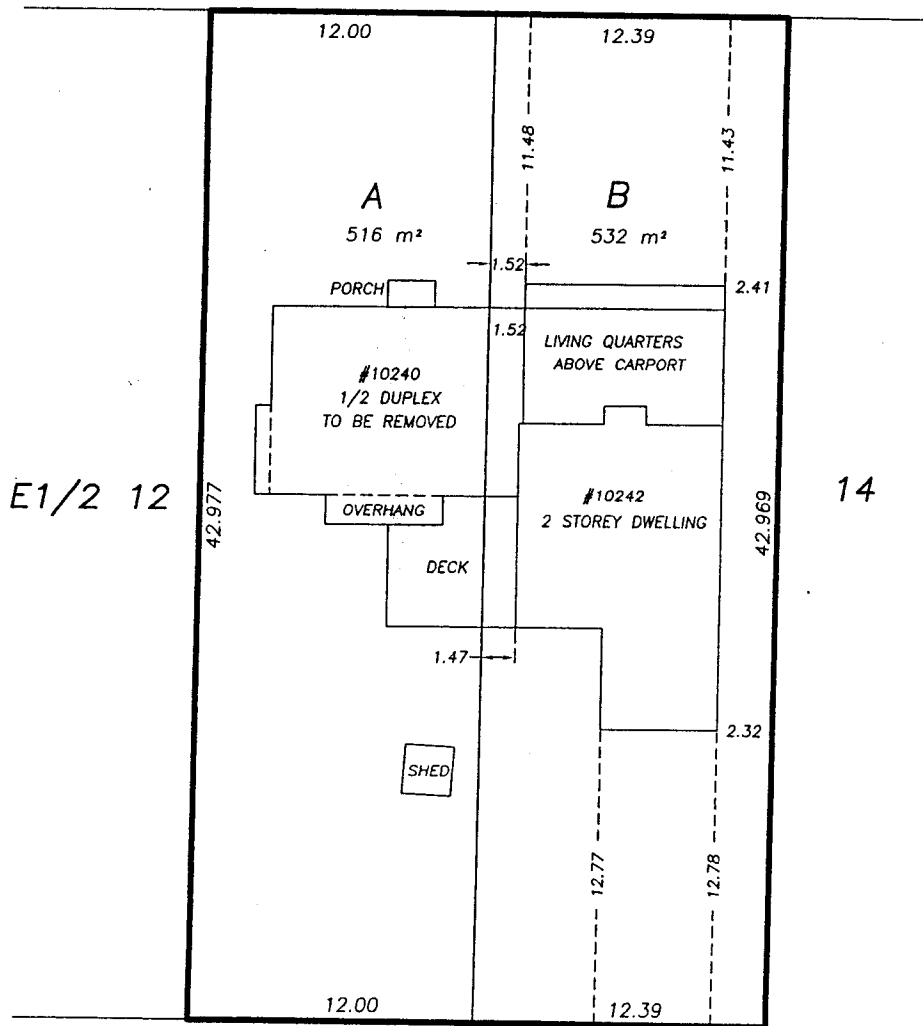 12.00
12.39
11.48
11.43
A
B
516 m²
532 m²
1.52
PORCH
2.41
1.52
LIVING QUARTERS
ABOVE CARPORT
#10240
1/2 DUPLEX
TO BE REMOVED
E1/2 12
42.977
OVERHANG
#10242
2 STOREY DWELLING
42.969
14
DECK
1.47
2.32
SHED
12.77
12.78
12.00
12.39